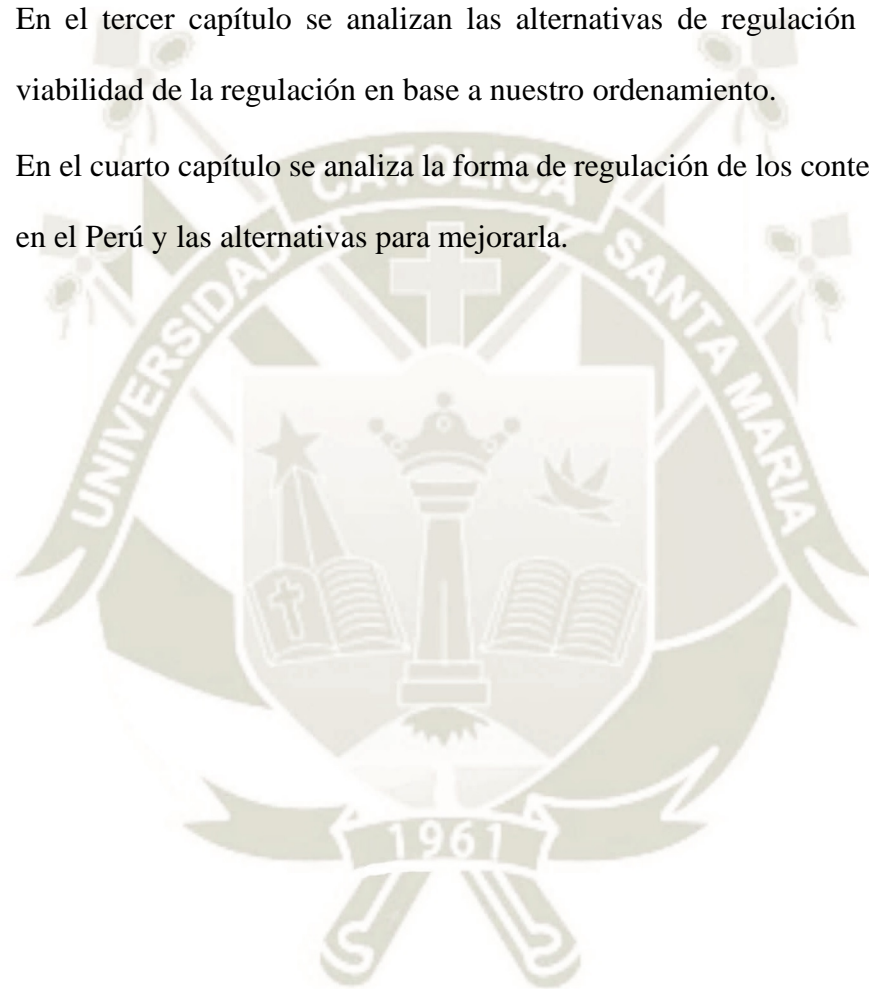 En el tercer capítulo se analizan las alternativas de regulación
viabilidad de la regulación en base a nuestro ordenamiento.
En el cuarto capítulo se analiza la forma de regulación de los conte
en el Perú y las alternativas para mejorarla.
UNIVERSIDAD CATOLICA SANTA MARIA
1961